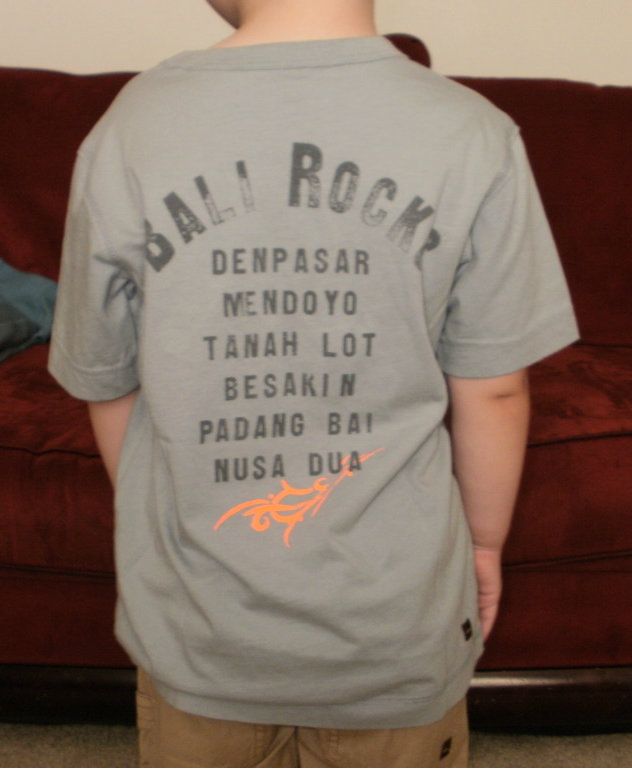 BALI ROCKS
DENPASAR
MENDOYO
TANAH LOT
BESAKIN
PADANG BAI
NUSA DUA